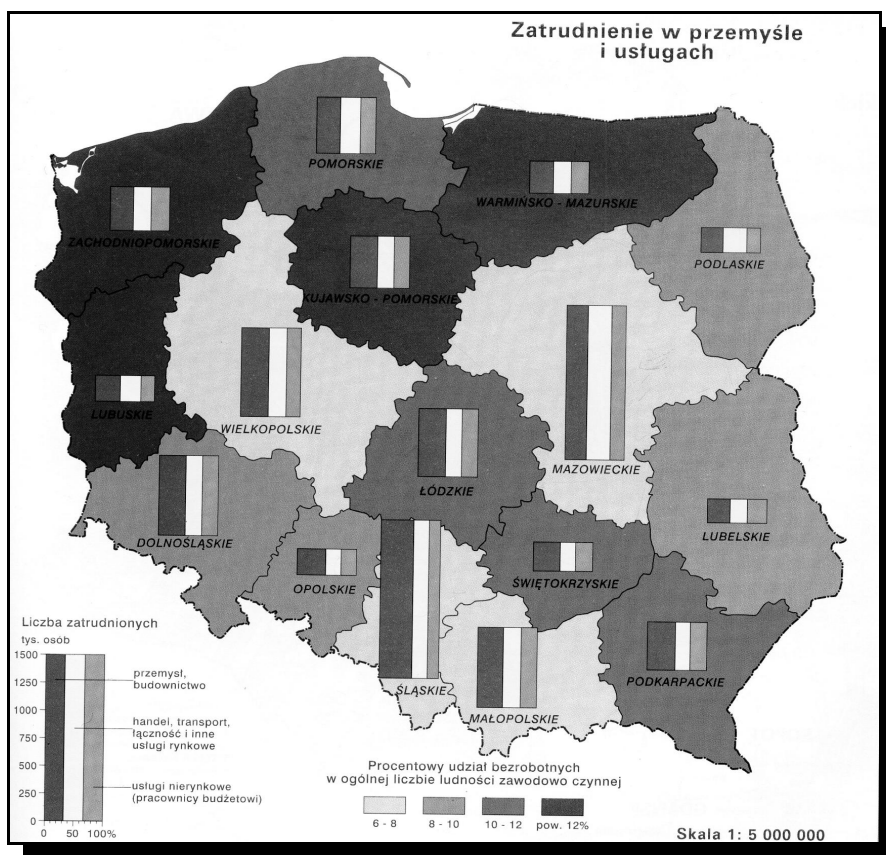 Zatrudnienie w przemyśle
i usługach
POMORSKIE
WARMIŃSKO - MAZURSKIE
ZACHODNIOPOMORSKIE
PODLASKIE
KUJAWSKO - POMORSKIE
LUBUSKIE
WIELKOPOLSKIE
MAZOWIECKIE
ŁÓDZKIE
DOLNOŚLĄSKIE
LUBELSKIE
OPOLSKIE
ŚWIĘTOKRZYSKIE
PODKARPACKIE
ŚLĄSKIE
MAŁOPOLSKIE
Liczba zatrudnionych
tys. osób
1500
1250
1000
750
500
250
0
0 50 100%
przemysł,
budownictwo
handel, transport,
łączność i inne
usługi rynkowe
usługi nierynkowe
(pracownicy budżetowi)
Procentowy udział bezrobotnych
w ogólnej liczbie ludności zawodowo czynnej
6 - 8 8 - 10 10 - 12 pow. 12%
Skala 1: 5 000 000